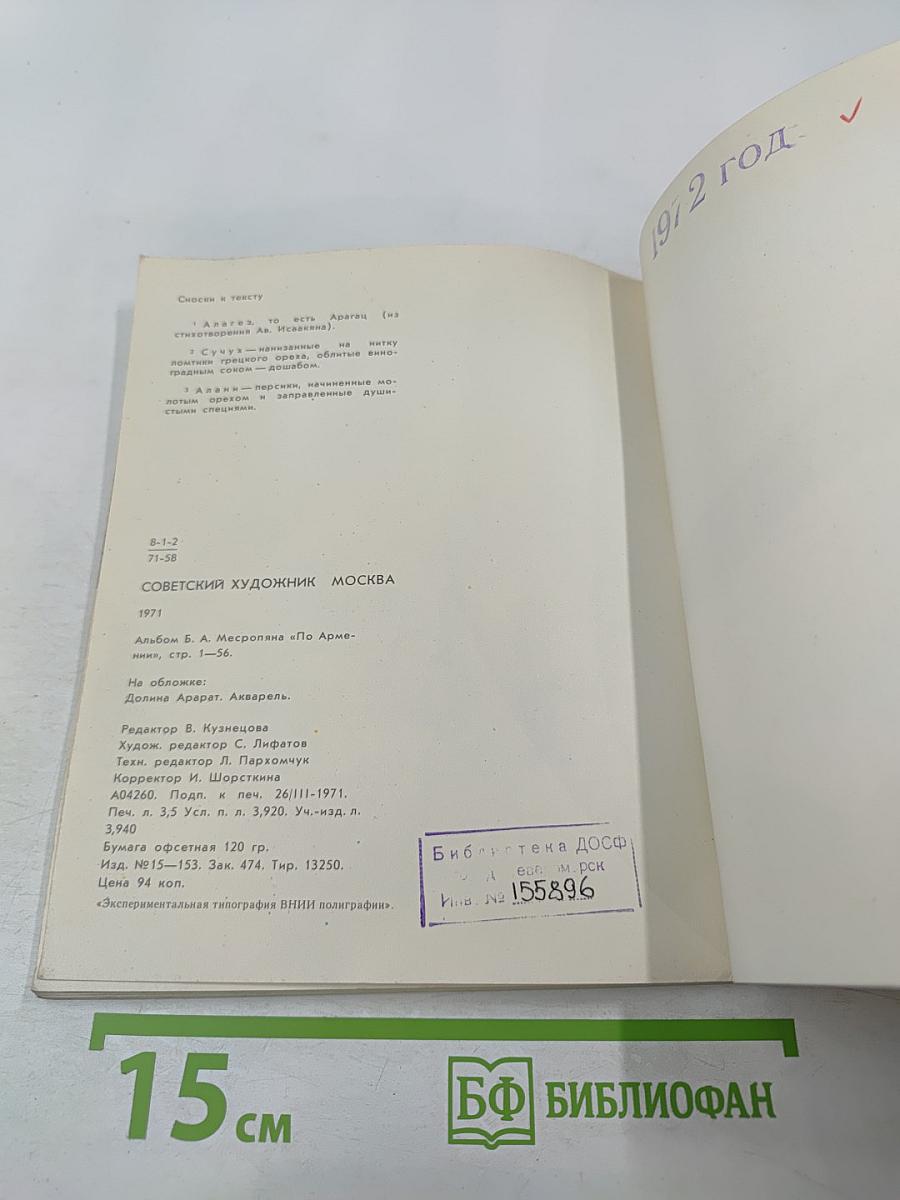 Сноски к тексту
¹ Алагез, то есть Арагац (из
стихотворения Ав. Исаакяна).
² Сучух — нанизанные на нитку
ломтики грецкого ореха, облитые вино-
градным соком — дошабом.
³ Алани — персики, начиненные мо-
лотым орехом и заправленные души-
стыми специями.
8-1-2
71-58
СОВЕТСКИЙ ХУДОЖНИК МОСКВА
1971
Альбом Б. А. Месропяна «По Арме-
нии», стр. 1—56.
На обложке:
Долина Арарат. Акварель.
Редактор В. Кузнецова
Худож. редактор С. Лифатов
Техн. редактор Л. Пархомчук
Корректор И. Шорсткина
А04260. Подп. к печ. 26/III-1971.
Печ. л. 3,5 Усл. п. л. 3,920. Уч.-изд. л.
3,940
Бумага офсетная 120 гр.
Изд. №15—153. Зак. 474. Тир. 13250.
Цена 94 коп.
«Экспериментальная типография ВНИИ полиграфии».
Библиотека ДОСФ
Инв. № 155896
1972 год
15 см
БФ БИБЛИОФАН